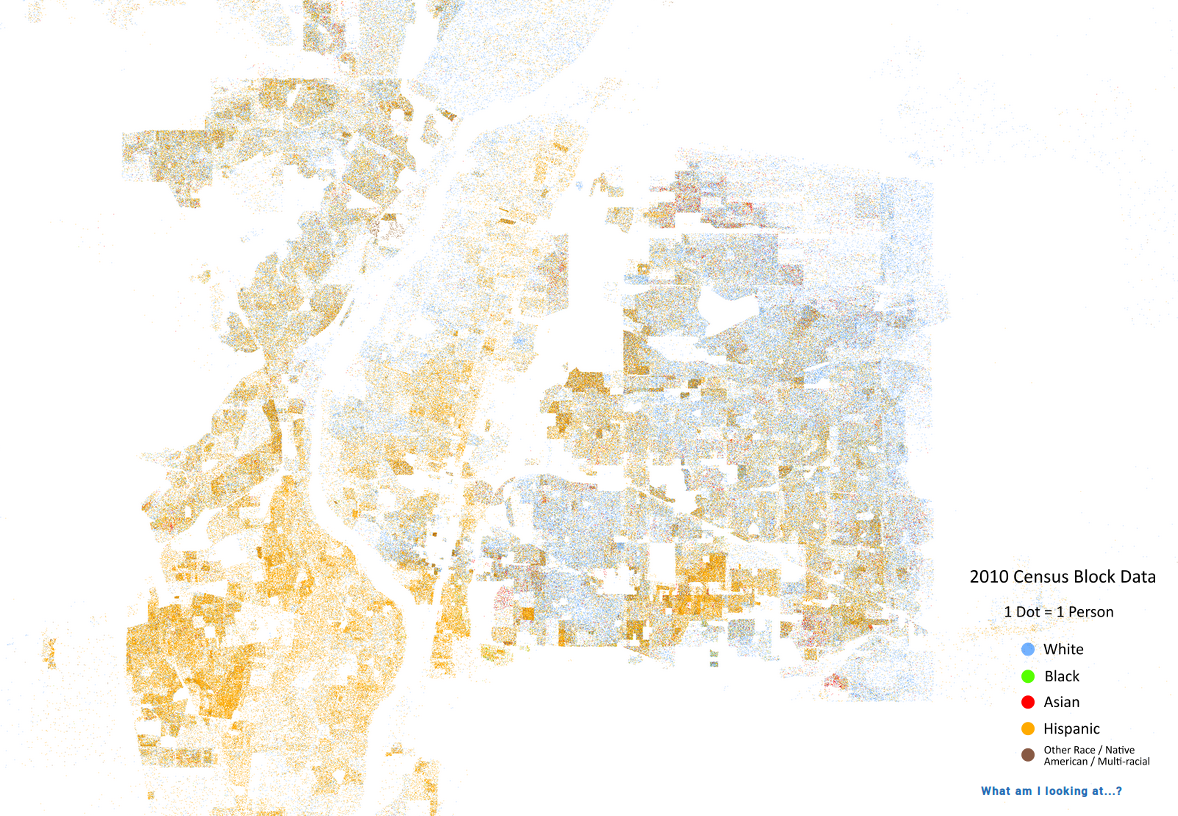 2010 Census Block Data
1 Dot = 1 Person
White
Black
Asian
Hispanic
Other Race / Native
American / Multi-racial
What am I looking at...?